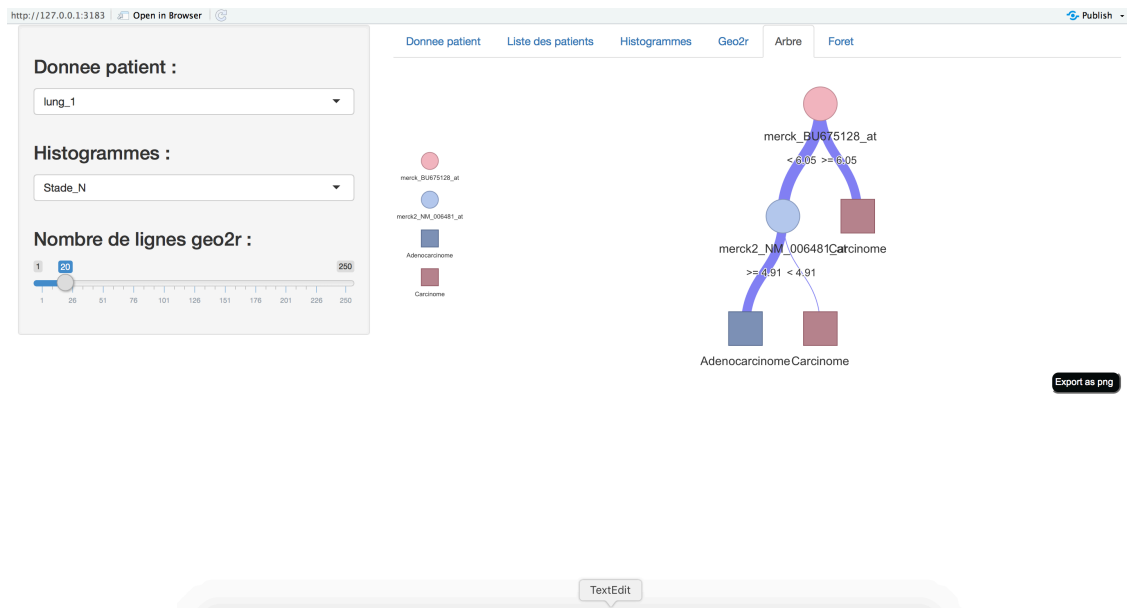 http://127.0.0.1:3183 Open in Browser Publish
Donnee patient :
lung_1
Histogrammes :
Stade_N
Nombre de lignes geo2r :
1 20 250
1 26 51 76 101 126 151 176 201 226 250
Donnee patient Liste des patients Histogrammes Geo2r Arbre Foret
merck_BU675128_at
merck2_NM_006481_at
Adenocarcinome
Carcinome
merck_BU675128_at
< 6.05 >= 6.05
merck2_NM_006481_at Carcinome
>= 4.91 < 4.91
Adenocarcinome Carcinome
Export as png
TextEdit